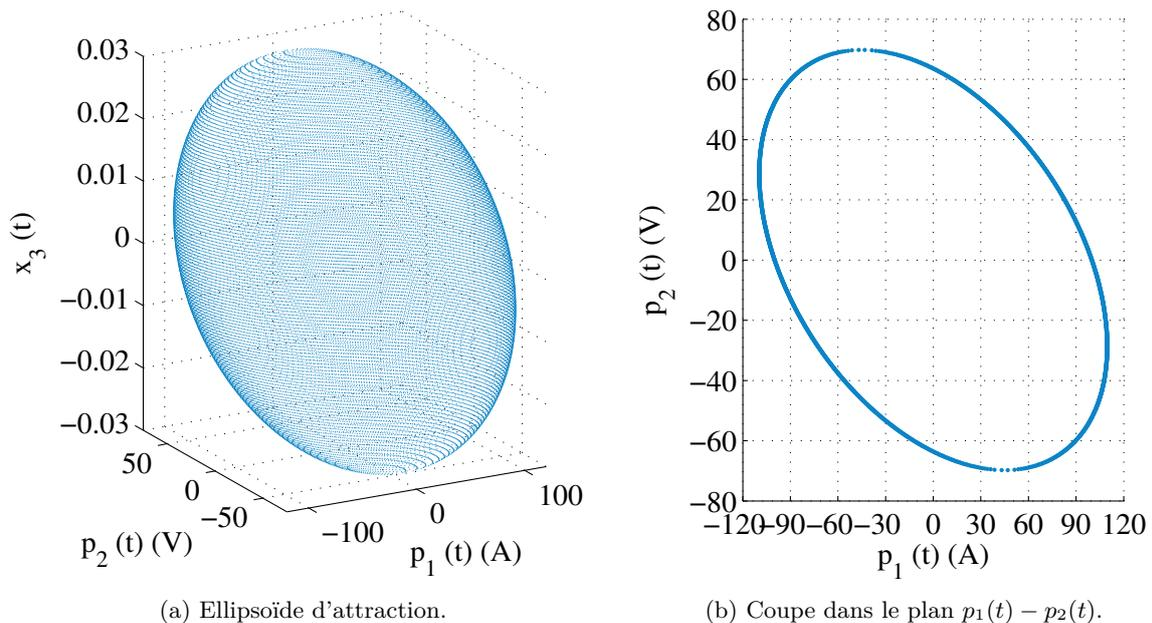 0.03
0.02
0.01
0
−0.01
−0.02
−0.03
x3 (t)
50
0
−50
p2 (t) (V)
−100
0
100
p1 (t) (A)
(a) Ellipsoïde d'attraction.
80
60
40
20
0
−20
−40
−60
−80
p2 (t) (V)
−120 −90 −60 −30 0 30 60 90 120
p1 (t) (A)
(b) Coupe dans le plan p1(t) − p2(t).